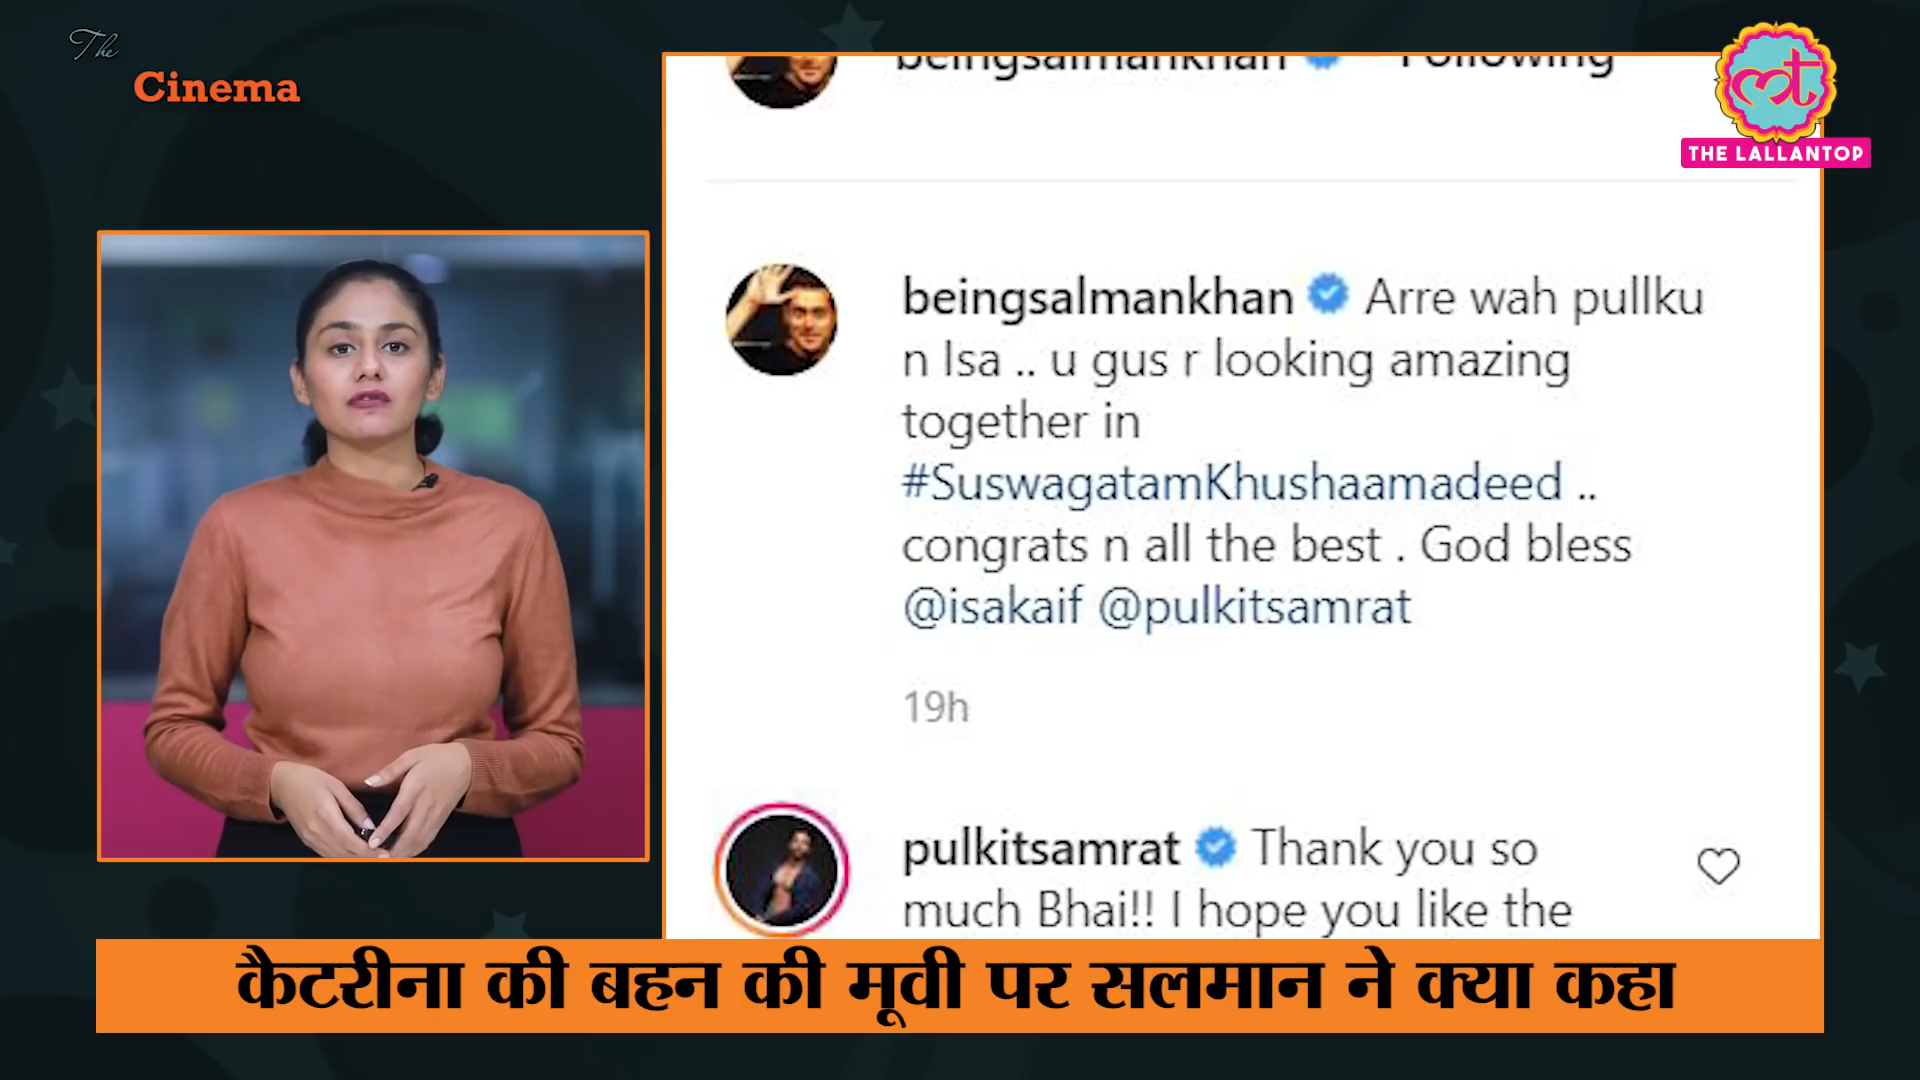 The
Cinema
beingsalmankhan Following
THE LALLANTOP
beingsalmankhan Arre wah pullku
n Isa .. u gus r looking amazing
together in
#SuswagatamKhushaamadeed ..
congrats n all the best . God bless
@isakaif @pulkitsamrat
19h
pulkitsamrat Thank you so
much Bhai!! I hope you like the
कैटरीना की बहन की मूवी पर सलमान ने क्या कहा